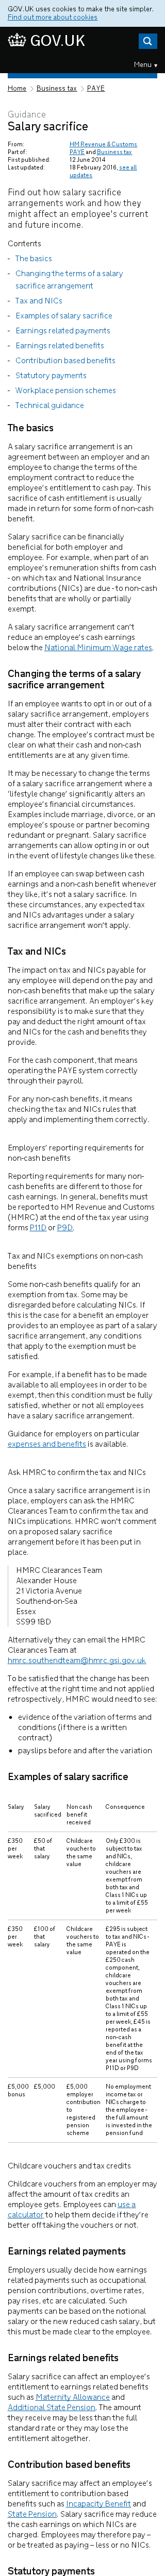 GOV.UK uses cookies to make the site simpler.
Find out more about cookies
GOV.UK
Menu ▾
Home
Business tax
PAYE
Guidance
Salary sacrifice
From: HM Revenue & Customs
Part of: PAYE and Business tax
First published: 12 June 2014
Last updated: 18 February 2016, see all
updates
Find out how salary sacrifice
arrangements work and how they
might affect an employee's current
and future income.
Contents
- The basics
- Changing the terms of a salary
sacrifice arrangement
- Tax and NICs
- Examples of salary sacrifice
- Earnings related payments
- Earnings related benefits
- Contribution based benefits
- Statutory payments
- Workplace pension schemes
- Technical guidance
The basics
A salary sacrifice arrangement is an
agreement between an employer and an
employee to change the terms of the
employment contract to reduce the
employee's entitlement to cash pay. This
sacrifice of cash entitlement is usually
made in return for some form of non-cash
benefit.
Salary sacrifice can be financially
beneficial. For both employer and
employee. For example, when part of an
employee's remuneration shifts from cash
- on which tax and National Insurance
contributions (NICs) are due - to non-cash
benefits that are wholly or partially
exempt.
A salary sacrifice arrangement can't
reduce an employee's cash earnings
below the National Minimum Wage rates.
Changing the terms of a salary
sacrifice arrangement
If an employee wants to opt in or out of a
salary sacrifice arrangement, employers
must alter their contract with each
change. The employee's contract must be
clear on what their cash and non-cash
entitlements are at any given time.
It may be necessary to change the terms
of a salary sacrifice arrangement where a
'lifestyle change' significantly alters an
employee's financial circumstances.
Examples include marriage, divorce or an
employee's spouse or partner becoming
redundant or pregnant. Salary sacrifice
arrangements can allow opting in or out
in the event of lifestyle changes like these.
If an employee can swap between cash
earnings and a non-cash benefit whenever
they like, it's not a salary sacrifice. In
these circumstances, any expected tax
and NICs advantages under a salary
sacrifice arrangement won't apply.
Tax and NICs
The impact on tax and NICs payable for
any employee will depend on the pay and
non-cash benefits that make up the salary
sacrifice arrangement. An employer's key
responsibility is to make sure that they
pay and deduct the right amount of tax
and NICs for the cash and benefits they
provide.
For the cash component, that means
operating the PAYE system correctly
through their payroll.
For any non-cash benefits, it means
checking the tax and NICs rules that
apply and implementing them correctly.
Employers' reporting requirements for
non-cash benefits
Reporting requirements for many non-
cash benefits are different to those for
cash earnings. In general, benefits must
be reported to HM Revenue and Customs
(HMRC) at the end of the tax year using
forms P11D or P9D.
Tax and NICs exemptions on non-cash
benefits
Some non-cash benefits qualify for an
exemption from tax. Some may be
disregarded when calculating NICs. If
this is the case in order for both employee
and employer to avoid paying tax or NICs
for an employee as part of a salary
sacrifice arrangement, any conditions
that apply to the exemption must be
satisfied.
For example, if a benefit has to be made
available to all employees in order to be
exempt, then this condition must be fully
satisfied, whether or not all employees
have a salary sacrifice arrangement.
Guidance for employers on particular
expenses and benefits is available.
Ask HMRC to confirm the tax and NICs
Once a salary sacrifice arrangement is in
place, employers can ask the HMRC
Clearances Team to confirm the tax and
NICs implications. HMRC won't comment
on a proposed salary sacrifice
arrangement before it has been put in
place.
HM Clearances Team
Alexander House
21 Victoria Avenue
Southend-on-Sea
Essex
SS99 1BD
Alternatively they can email the HMRC
Clearances Team at
hmrc.southendteam@hmrc.gsi.gov.uk.
To be satisfied that the change has been
effective at the right time and not applied
retrospectively, HMRC would need to see:
• evidence of the variation of terms and
conditions (if there is a written
contract)
• payslips before and after the variation
Examples of salary sacrifice
Salary
Salary sacrificed
Non cash benefit received
Consequence
£350 per week
£50 of that salary
Childcare vouchers to the same value
Only £300 is subject to tax and NICs, childcare vouchers are exempt from both tax and Class 1 NICs up to a limit of £55 per week
£350 per week
£100 of that salary
Childcare vouchers to the same value
£295 is subject to tax and NICs - PAYE is operated on the £250 cash component, childcare vouchers are exempt from both tax and Class 1 NICs up to a limit of £55 per week, £45 is reported as a non-cash benefit at the end of the tax year using forms P11D or P9D
£5,000 bonus
£5,000
£5,000 employer contribution to registered pension scheme
No employment income tax or NICs charge to the employee - the full amount is invested in the pension fund
Childcare vouchers and tax credits
Childcare vouchers from an employer may
affect the amount of tax credits an
employee gets. Employees can use a
calculator to help them decide if they're
better off taking the vouchers or not.
Earnings related payments
Employers usually decide how earnings
related payments such as occupational
pension contributions, overtime rates,
pay rises, etc are calculated. Such
payments can be based on the notional
salary or the new reduced cash salary, but
this must be made clear to the employee.
Earnings related benefits
Salary sacrifice can affect an employee's
entitlement to earnings related benefits
such as Maternity Allowance and
Additional State Pension. The amount
they receive may be less than the full
standard rate or they may lose the
entitlement altogether.
Contribution based benefits
Salary sacrifice may affect an employee's
entitlement to contribution based
benefits such as Incapacity Benefit and
State Pension. Salary sacrifice may reduce
the cash earnings on which NICs are
charged. Employees may therefore pay –
or be treated as paying – less or no NICs.
Statutory payments